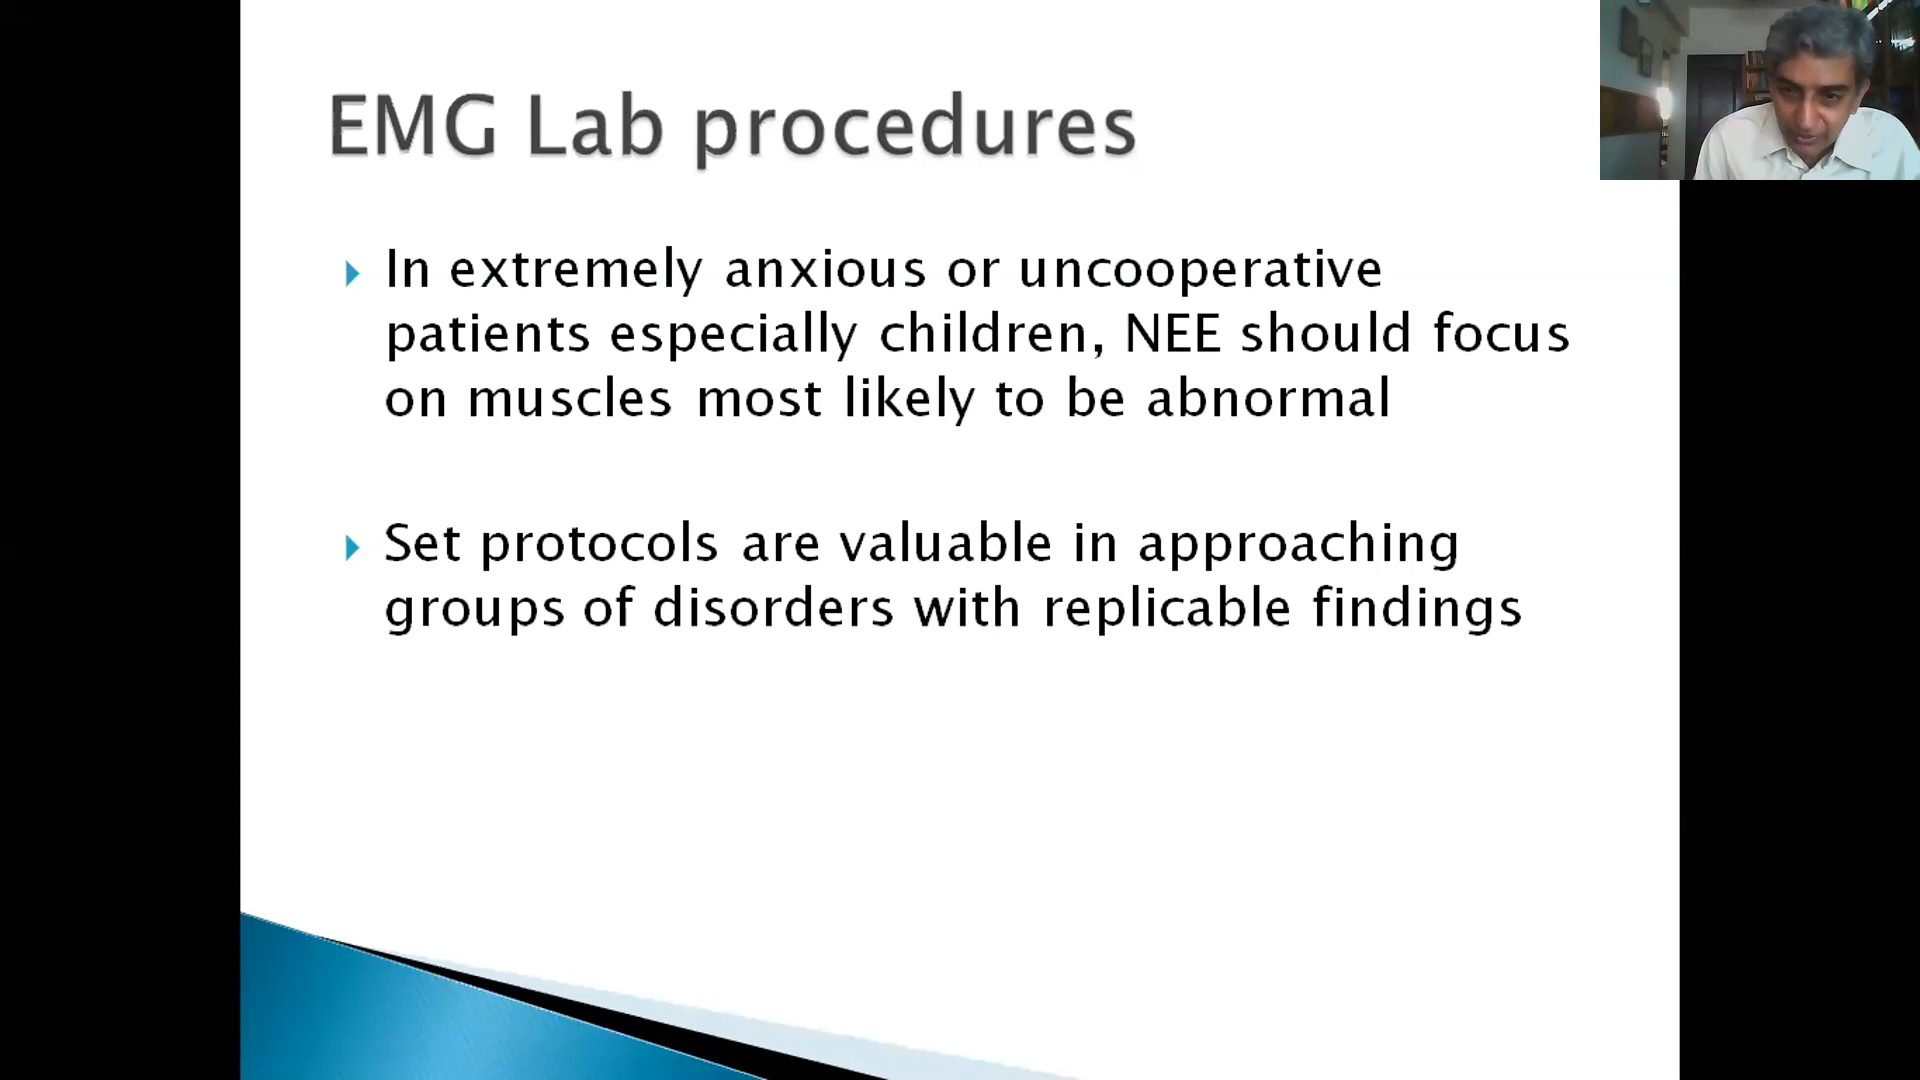 EMG Lab procedures
In extremely anxious or uncooperative
patients especially children, NEE should focus
on muscles most likely to be abnormal
Set protocols are valuable in approaching
groups of disorders with replicable findings